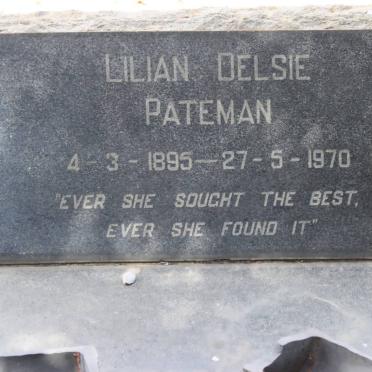 LILIAN DELSIE
PATEMAN
4-3-1895—27-5-1970
"EVER SHE SOUGHT THE BEST,
EVER SHE FOUND IT"